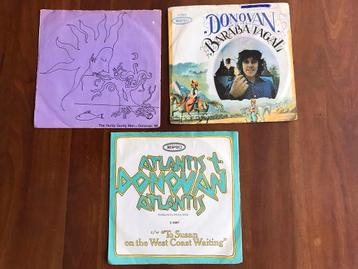 The Hurdy Gurdy Man • Donovan
epic
DONOVAN
BARABAJAGAL
epic
ATLANTIS +
DONOVAN
ATLANTIS
c/w "To Susan
on the West Coast Waiting"